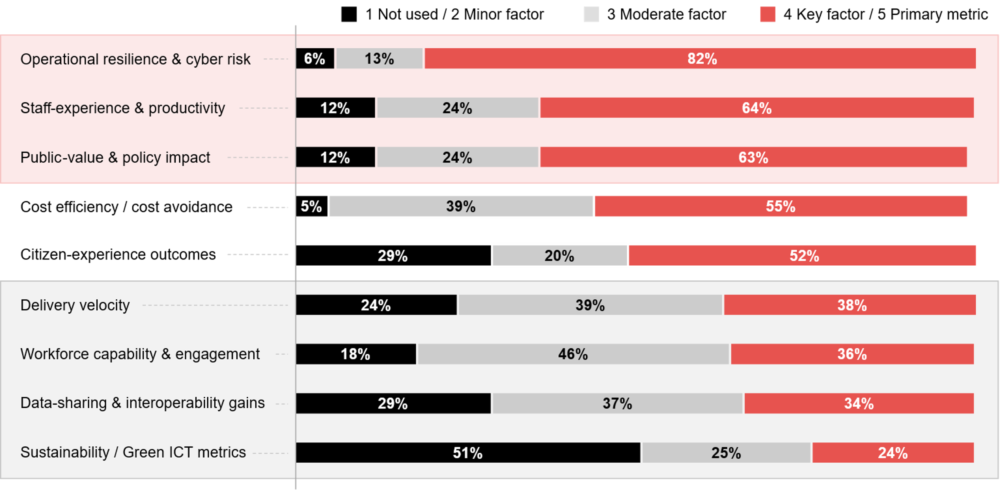 1 Not used / 2 Minor factor 3 Moderate factor 4 Key factor / 5 Primary metric
Operational resilience & cyber risk 6% 13% 82%
Staff-experience & productivity 12% 24% 64%
Public-value & policy impact 12% 24% 63%
Cost efficiency / cost avoidance 5% 39% 55%
Citizen-experience outcomes 29% 20% 52%
Delivery velocity 24% 39% 38%
Workforce capability & engagement 18% 46% 36%
Data-sharing & interoperability gains 29% 37% 34%
Sustainability / Green ICT metrics 51% 25% 24%